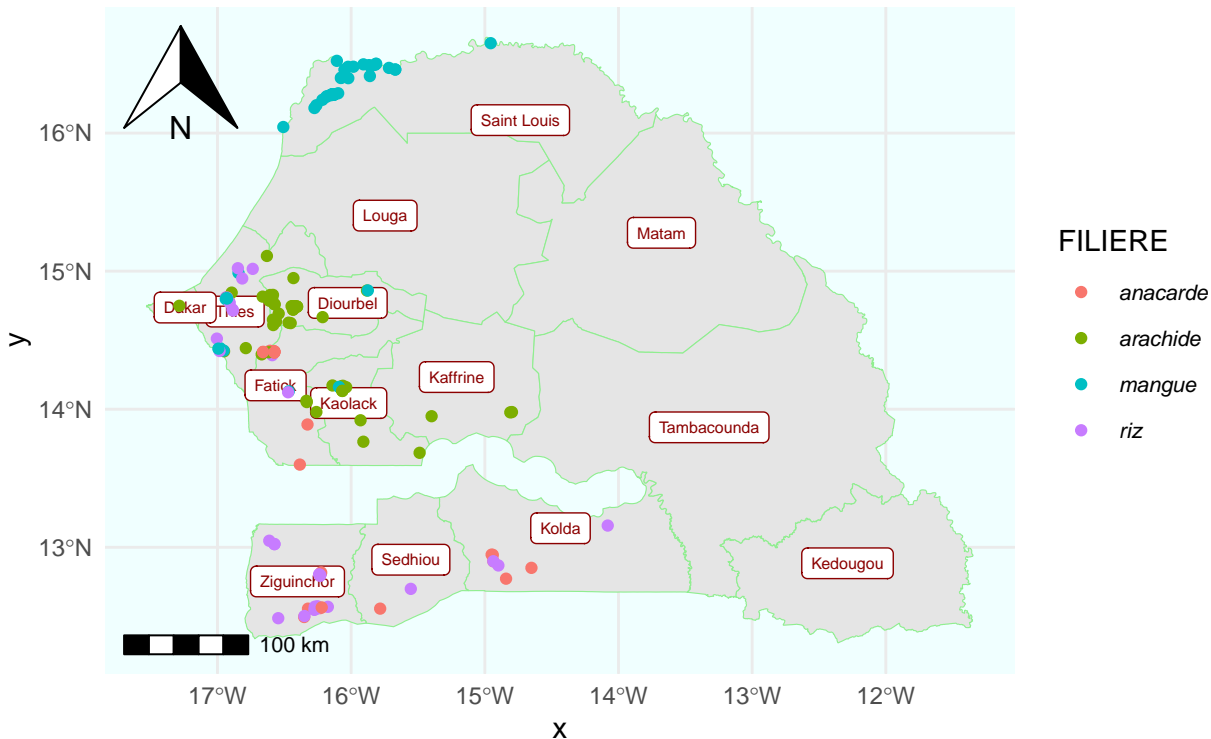 N
Saint Louis
16°N
Louga
Matam
FILIERE
15°N
anacarde
Dakar
Thies
Diourbel
arachide
y
mangue
Fatick
Kaffrine
14°N
Kaolack
riz
Tambacounda
Kolda
13°N
Sedhiou
Kedougou
Ziguinchor
100 km
17°W 16°W 15°W 14°W 13°W 12°W
x